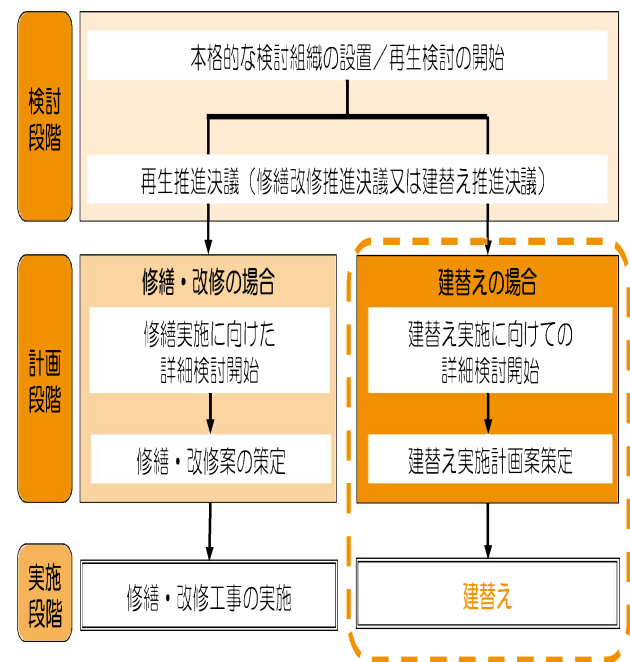 検討
段階
本格的な検討組織の設置／再生検討の開始
再生推進決議（修繕改修推進決議又は建替え推進決議）
計画
段階
修繕・改修の場合
修繕実施に向けた
詳細検討開始
修繕・改修案の策定
建替えの場合
建替え実施に向けての
詳細検討開始
建替え実施計画案策定
実施
段階
修繕・改修工事の実施
建替え